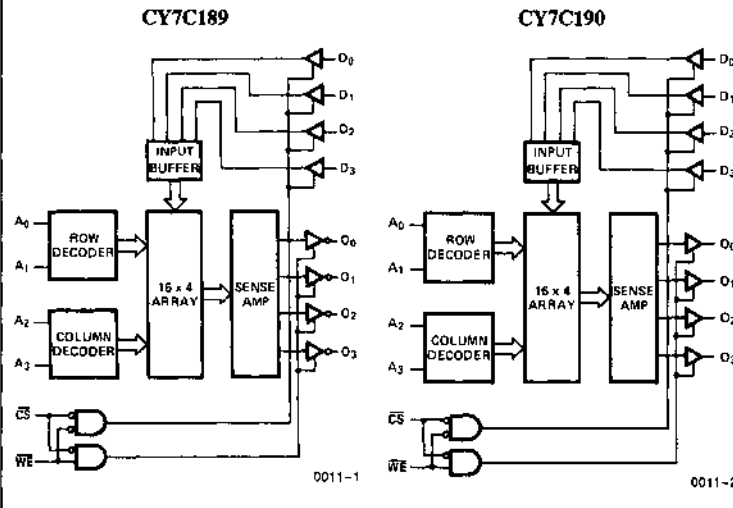 CY7C189
D0
D1
D2
D3
INPUT
BUFFER
A0
A1
ROW
DECODER
A2
A3
COLUMN
DECODER
16 x 4
ARRAY
SENSE
AMP
O0
O1
O2
O3
CS
WE
0011-1
CY7C190
D0
D1
D2
D3
INPUT
BUFFER
A0
A1
ROW
DECODER
A2
A3
COLUMN
DECODER
16 x 4
ARRAY
SENSE
AMP
O0
O1
O2
O3
CS
WE
0011-2